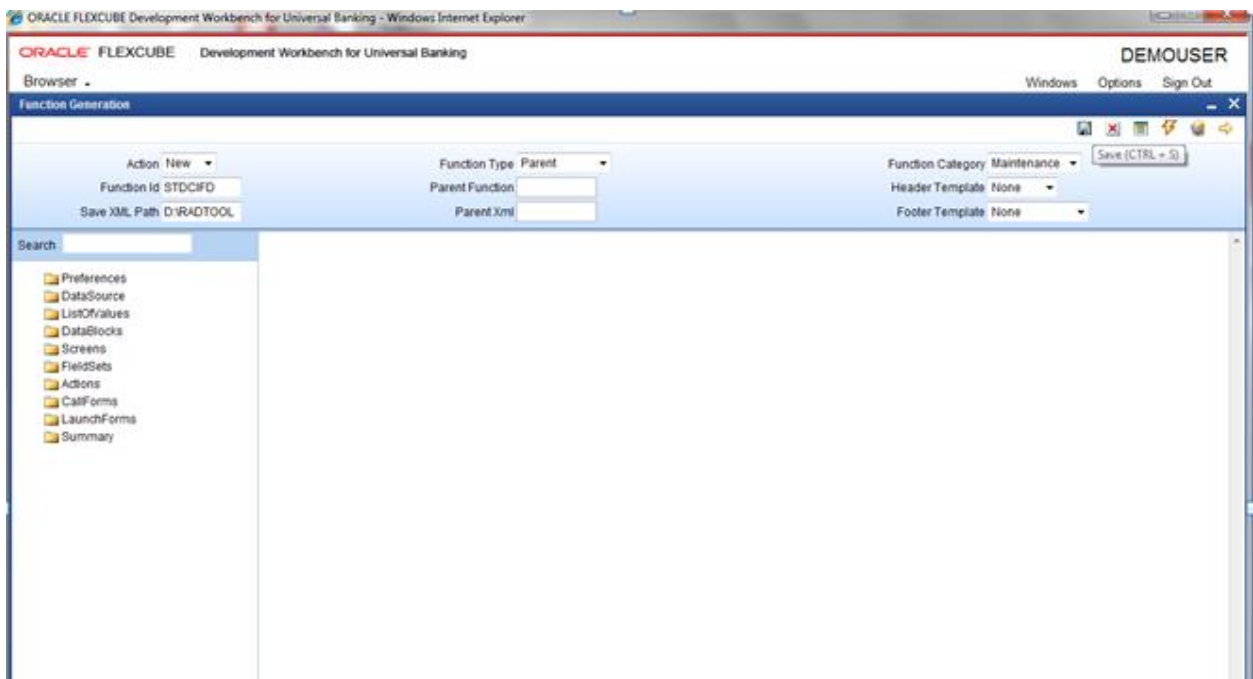 ORACLE FLEXCUBE Development Workbench for Universal Banking - Windows Internet Explorer
ORACLE FLEXCUBE Development Workbench for Universal Banking
DEMOUSER
Browser
Windows Options Sign Out
Function Generation
Save (CTRL + S)
Action New Function Type Parent Function Category Maintenance
Function Id STDCIFD Parent Function Header Template None
Save XML Path D:\RADTOOL Parent Xml Footer Template None
Search
Preferences
DataSource
ListOfValues
DataBlocks
Screens
FieldSets
Actions
CallForms
LaunchForms
Summary